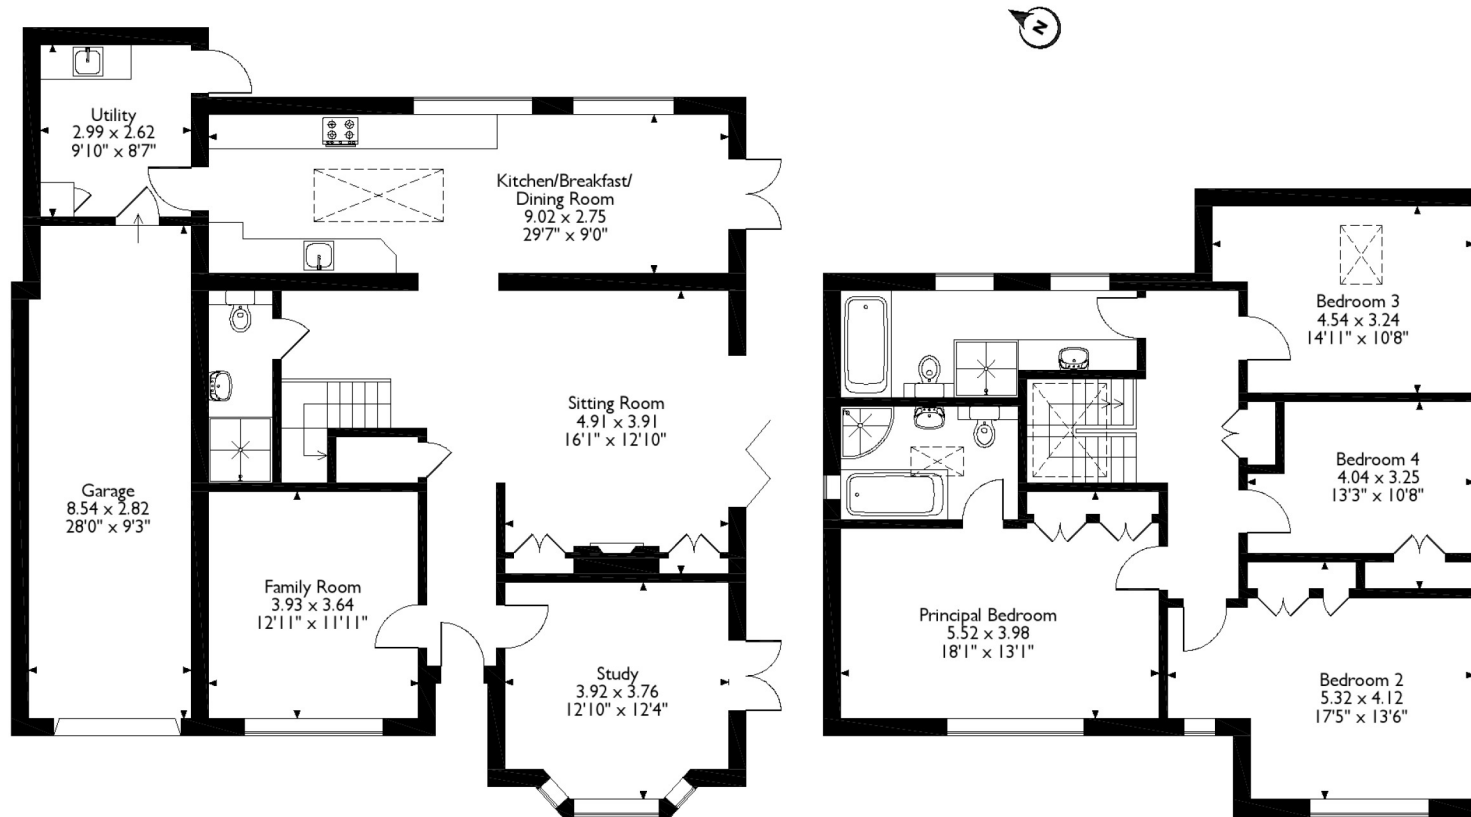 N
Utility
2.99 x 2.62
9'10" x 8'7"
Kitchen/Breakfast/
Dining Room
9.02 x 2.75
29'7" x 9'0"
Sitting Room
4.91 x 3.91
16'1" x 12'10"
Garage
8.54 x 2.82
28'0" x 9'3"
Family Room
3.93 x 3.64
12'11" x 11'11"
Study
3.92 x 3.76
12'10" x 12'4"
Bedroom 3
4.54 x 3.24
14'11" x 10'8"
Bedroom 4
4.04 x 3.25
13'3" x 10'8"
Principal Bedroom
5.52 x 3.98
18'1" x 13'1"
Bedroom 2
5.32 x 4.12
17'5" x 13'6"